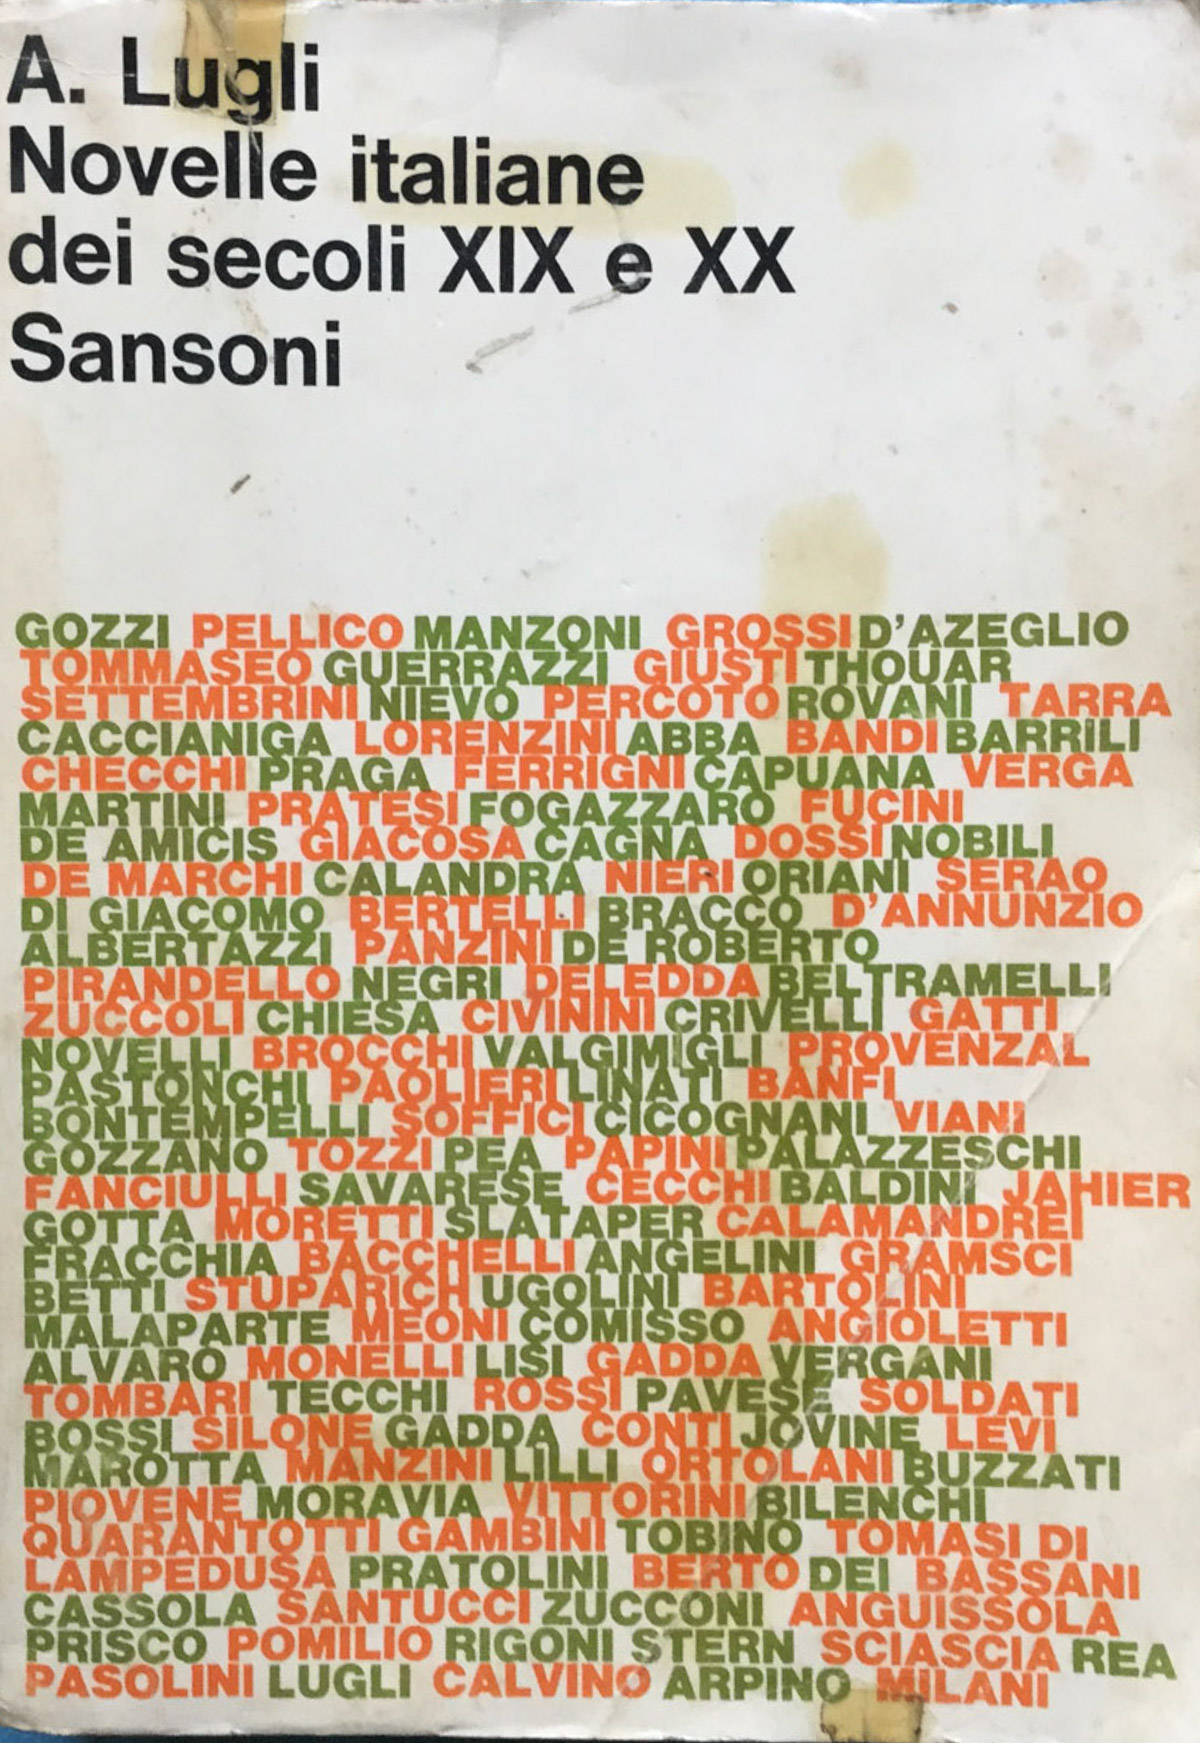 A. Lugli
Novelle italiane
dei secoli XIX e XX
Sansoni
GOZZI PELLICO MANZONI GROSSI D'AZEGLIO
TOMMASEO GUERRAZZI GIUSTI THOUAR
SETTEMBRINI NIEVO PERCOTO ROVANI TARRA
CACCIANIGA LORENZINI ABBA BANDI BARRILI
CHECCHI PRAGA FERRIGNI CAPUANA VERGA
MARTINI PRATESI FOGAZZARO FUCINI
DE AMICIS GIACOSA CAGNA DOSSI NOBILI
DE MARCHI CALANDRA NIERI ORIANI SERAO
DI GIACOMO BERTELLI BRACCO D'ANNUNZIO
ALBERTAZZI PANZINI DE ROBERTO
PIRANDELLO NEGRI DELEDDA BELTRAMELLI
ZUCCOLI CHIESA CIVININI CRIVELLI GATTI
NOVELLI BROCCHI VALGIMIGLI PROVENZAL
PASTONCHI PAOLIERI LINATI BANFI
BONTEMPELLI SOFFICI CICOGNANI VIANI
GOZZANO TOZZI PEA PAPINI PALAZZESCHI
FANCIULLI SAVARESE CECCHI BALDINI JAHIER
GOTTA MORETTI SLATAPER CALAMANDREI
FRACCHIA BACCHELLI ANGELINI GRAMSCI
BETTI STUPARICH UGOLINI BARTOLINI
MALAPARTE MEONI COMISSO ANGIOLETTI
ALVARO MONELLI LISI GADDA VERGANI
TOMBARI TECCHI ROSSI PAVESE SOLDATI
BOSSI SILONE GADDA CONTI JOVINE LEVI
MAROTTA MANZINI LILLI ORTOLANI BUZZATI
PIOVENE MORAVIA VITTORINI BILENCHI
QUARANTOTTI GAMBINI TOBINO TOMASI DI
LAMPEDUSA PRATOLINI BERTO DEI BASSANI
CASSOLA SANTUCCI ZUCCONI ANGUISSOLA
PRISCO POMILIO RIGONI STERN SCIASCIA REA
PASOLINI LUGLI CALVINO ARPINO MILANI